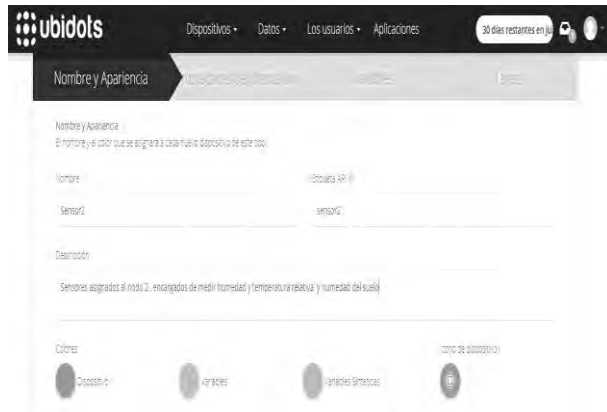 ubidots Dispositivos Datos Los usuarios Aplicaciones 30 días restantes en ju
Nombre y Apariencia
Nombre y Apariencia
El nombre y el color que se asignará a cada nuevo dispositivo de este tipo.
Nombre Etiqueta API
Sensor2 sensor2
Descripción
Sensores asignados al nodo 2 , encargados de medir humedad y temperatura relativa y humedad del suelo
Colores Icono de dispositivo
Dispositivo Variables Variables Sintéticas